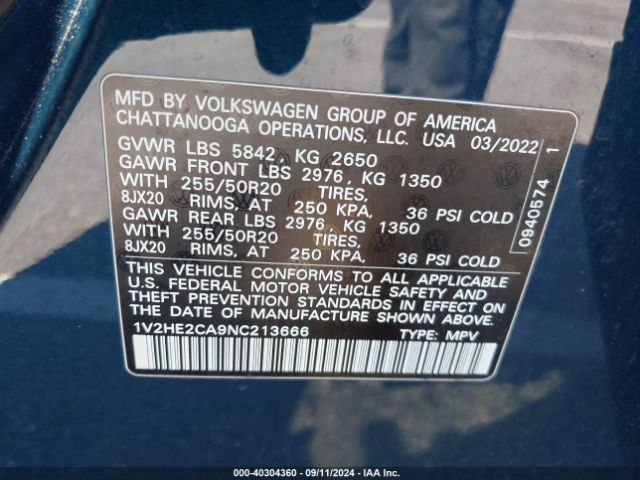 MFD BY VOLKSWAGEN GROUP OF AMERICA
CHATTANOOGA OPERATIONS, LLC. USA 03/2022
GVWR LBS 5842, KG 2650
GAWR FRONT LBS 2976, KG 1350
WITH 255/50R20 TIRES,
8JX20 RIMS, AT 250 KPA, 36 PSI COLD
GAWR REAR LBS 2976, KG 1350
WITH 255/50R20 TIRES,
8JX20 RIMS, AT 250 KPA, 36 PSI COLD
THIS VEHICLE CONFORMS TO ALL APPLICABLE
U.S. FEDERAL MOTOR VEHICLE SAFETY AND
THEFT PREVENTION STANDARDS IN EFFECT ON
THE DATE OF MANUFACTURE SHOWN ABOVE.
1V2HE2CA9NC213666 TYPE: MPV
0940574 1
000-40304360 - 09/11/2024 - IAA Inc.